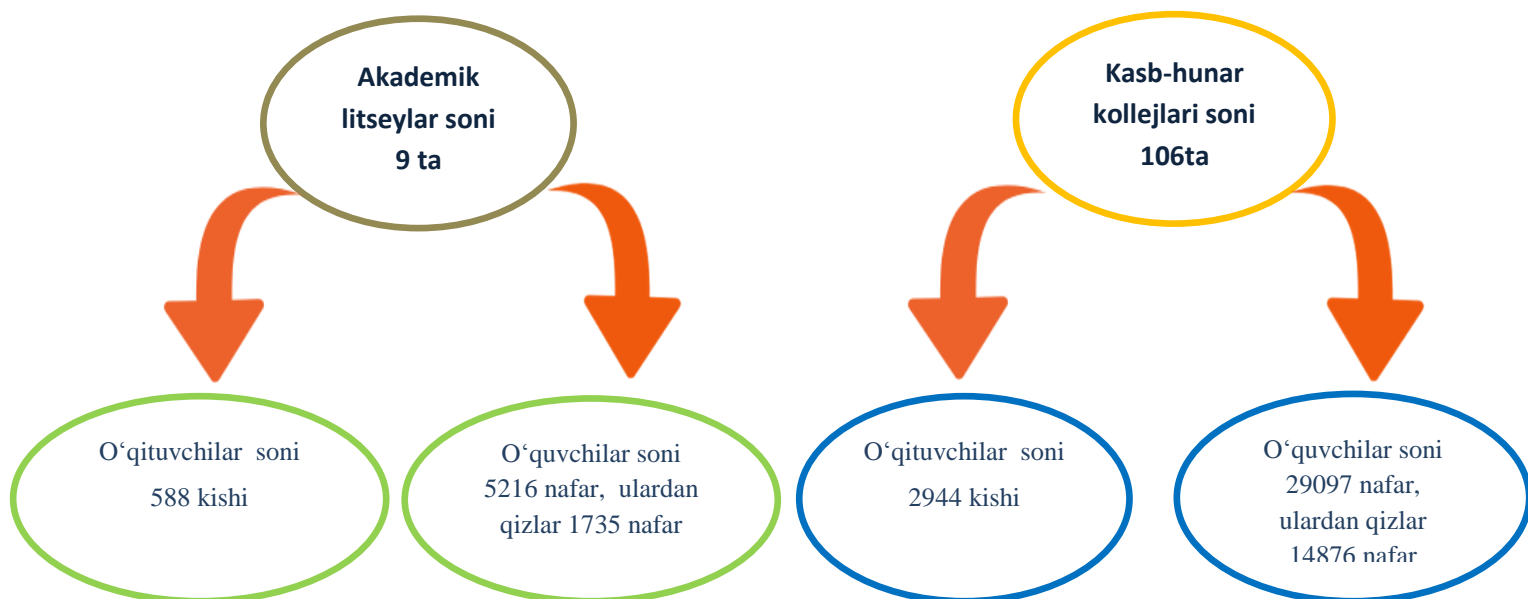 Akademik
litseylar soni
9 ta
Kasb-hunar
kollejlari soni
106ta
O‘qituvchilar  soni
588 kishi
O‘quvchilar soni
5216 nafar,  ulardan
qizlar 1735 nafar
O‘qituvchilar  soni
2944 kishi
O‘quvchilar soni
29097 nafar,
ulardan qizlar
14876 nafar